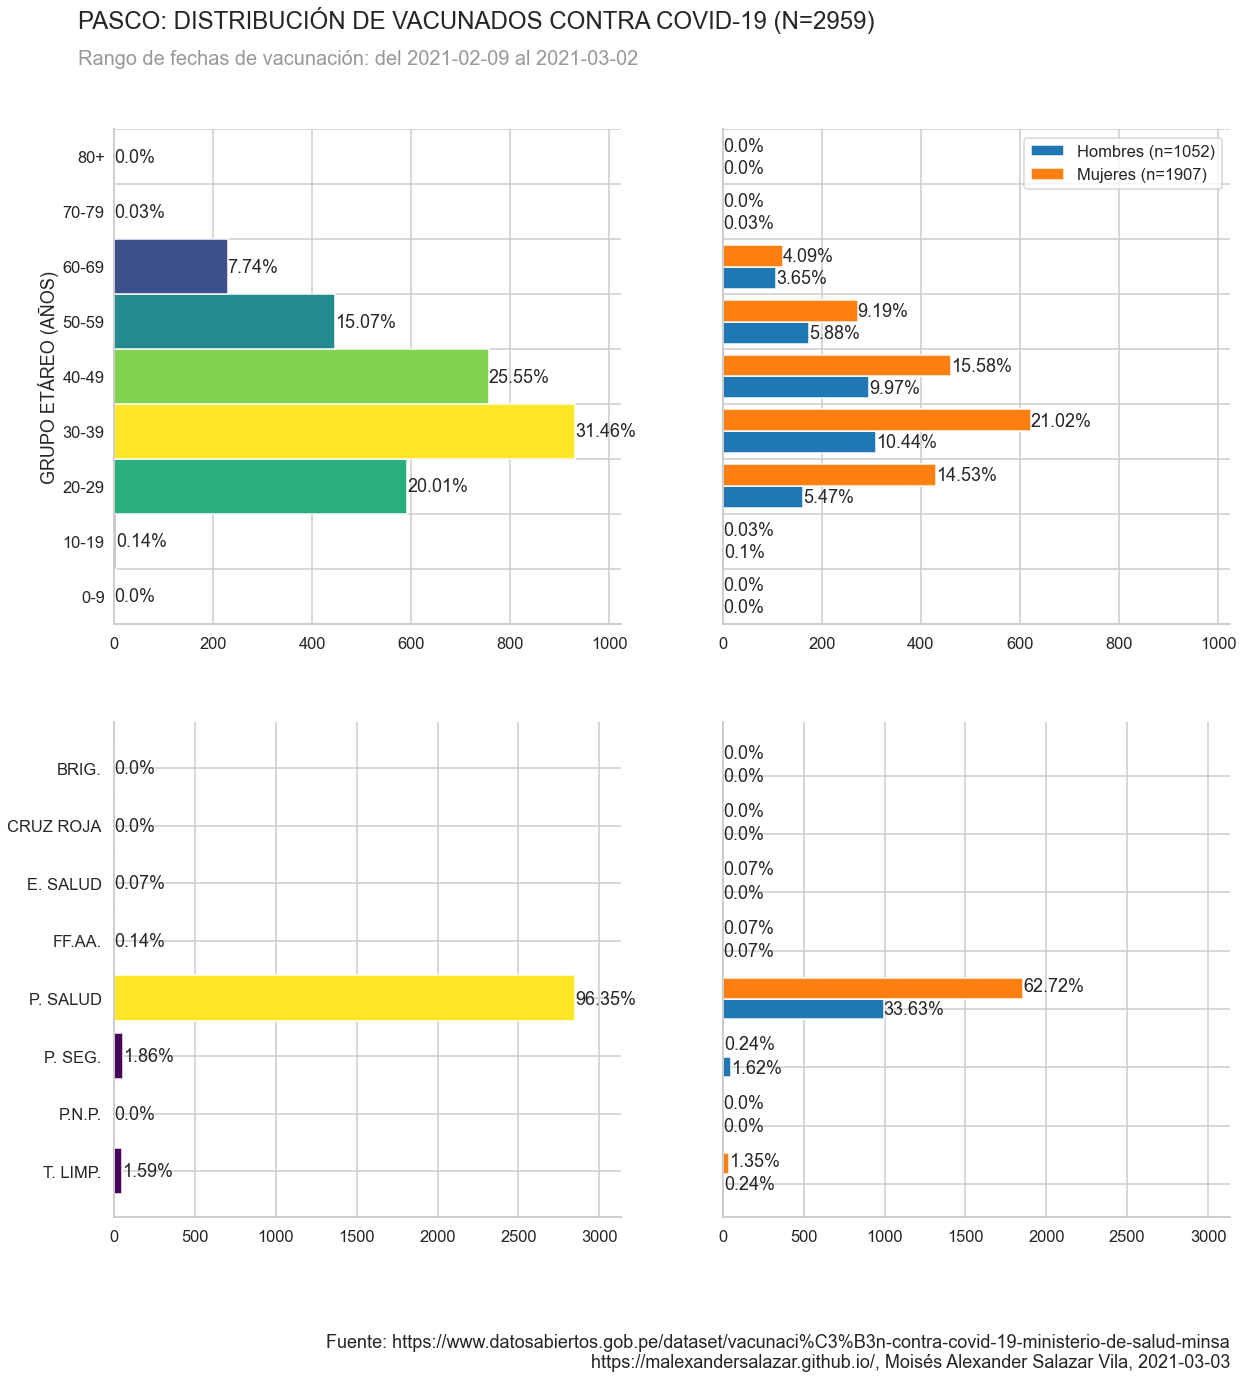 PASCO: DISTRIBUCIÓN DE VACUNADOS CONTRA COVID-19 (N=2959)
Rango de fechas de vacunación: del 2021-02-09 al 2021-03-02
GRUPO ETÁREO (AÑOS)
80+ 0.0%
70-79 0.03%
60-69 7.74%
50-59 15.07%
40-49 25.55%
30-39 31.46%
20-29 20.01%
10-19 0.14%
0-9 0.0%
0 200 400 600 800 1000
Hombres (n=1052)
Mujeres (n=1907)
0.0%
0.0%
0.0%
0.03%
4.09%
3.65%
9.19%
5.88%
15.58%
9.97%
21.02%
10.44%
14.53%
5.47%
0.03%
0.1%
0.0%
0.0%
0 200 400 600 800 1000
BRIG. 0.0%
CRUZ ROJA 0.0%
E. SALUD 0.07%
FF.AA. 0.14%
P. SALUD 96.35%
P. SEG. 1.86%
P.N.P. 0.0%
T. LIMP. 1.59%
0 500 1000 1500 2000 2500 3000
0.0%
0.0%
0.0%
0.0%
0.07%
0.0%
0.07%
0.07%
62.72%
33.63%
0.24%
1.62%
0.0%
0.0%
1.35%
0.24%
0 500 1000 1500 2000 2500 3000
Fuente: https://www.datosabiertos.gob.pe/dataset/vacunaci%C3%B3n-contra-covid-19-ministerio-de-salud-minsa
https://malexandersalazar.github.io/, Moisés Alexander Salazar Vila, 2021-03-03